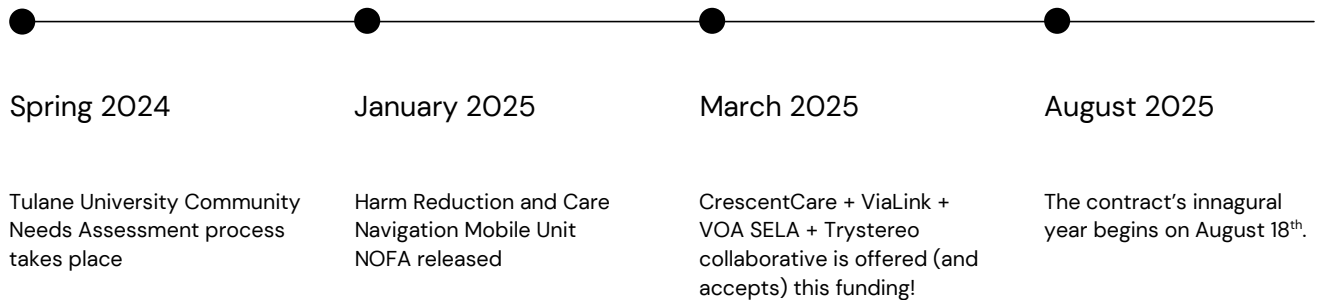 Spring 2024
January 2025
March 2025
August 2025
Tulane University Community
Needs Assessment process
takes place
Harm Reduction and Care
Navigation Mobile Unit
NOFA released
CrescentCare + ViaLink +
VOA SELA + Trystereo
collaborative is offered (and
accepts) this funding!
The contract's innagural
year begins on August 18th.